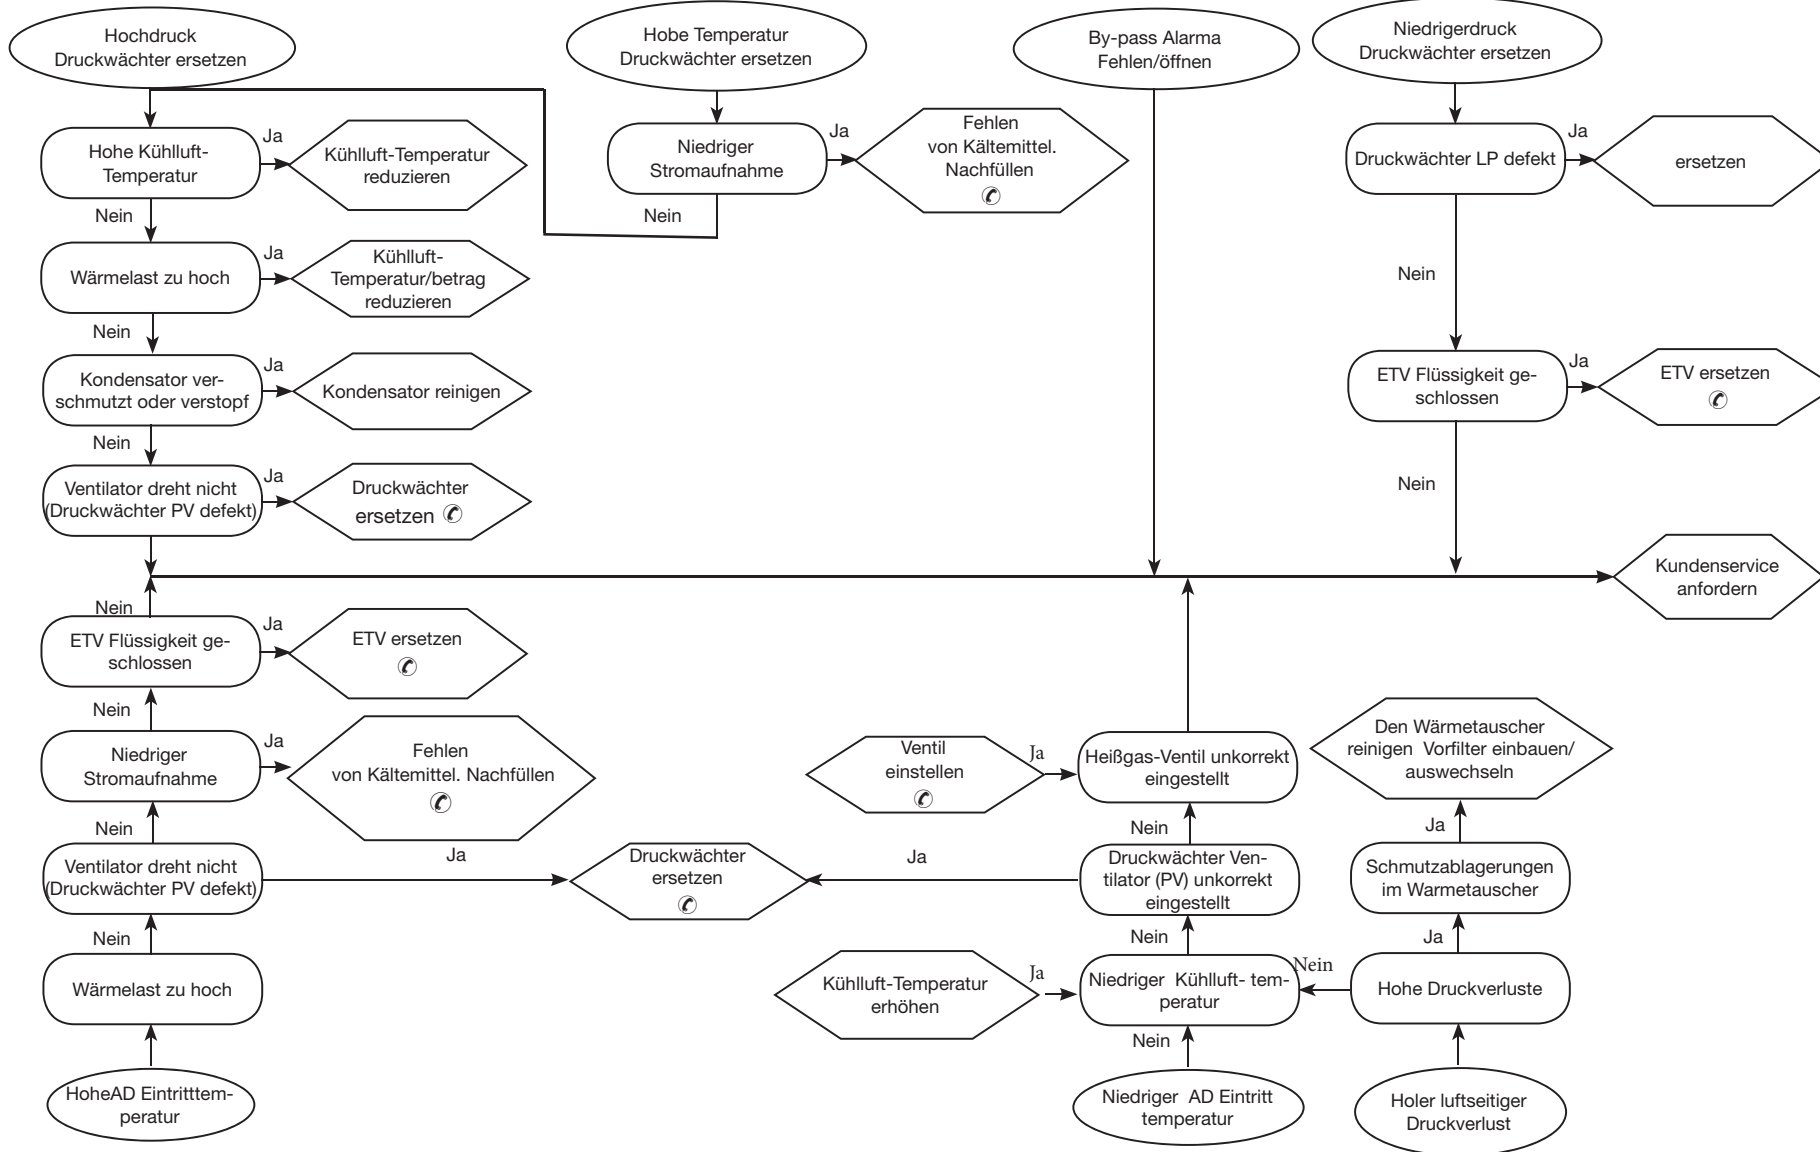 Hochdruck
Druckwächter ersetzen
Hobe Temperatur
Druckwächter ersetzen
By-pass Alarma
Fehlen/öffnen
Niedrigerdruck
Druckwächter ersetzen
Hohe Kühlluft-
Temperatur
Ja
Kühlluft-Temperatur
reduzieren
Nein
Niedriger
Stromaufnahme
Ja
Fehlen
von Kältemittel.
Nachfüllen
Nein
Druckwächter LP defekt
Ja
ersetzen
Nein
Wärmelast zu hoch
Ja
Kühlluft-
Temperatur/betrag
reduzieren
Nein
Kondensator ver-
schmutzt oder verstopf
Ja
Kondensator reinigen
Nein
ETV Flüssigkeit ge-
schlossen
Ja
ETV ersetzen
Nein
Ventilator dreht nicht
(Druckwächter PV defekt)
Ja
Druckwächter
ersetzen
Kundenservice
anfordern
Nein
ETV Flüssigkeit ge-
schlossen
Ja
ETV ersetzen
Nein
Niedriger
Stromaufnahme
Ja
Fehlen
von Kältemittel. Nachfüllen
Nein
Ventil
einstellen
Ja
Heißgas-Ventil unkorrekt
eingestellt
Nein
Den Wärmetauscher
reinigen Vorfilter einbauen/
auswechseln
Ja
Ventilator dreht nicht
(Druckwächter PV defekt)
Ja
Druckwächter
ersetzen
Ja
Druckwächter Ven-
tilator (PV) unkorrekt
eingestellt
Schmutzablagerungen
im Warmetauscher
Nein
Nein
Ja
Wärmelast zu hoch
Kühlluft-Temperatur
erhöhen
Ja
Niedriger Kühlluft- tem-
peratur
Nein
Hohe Druckverluste
Nein
HoheAD Eintritttem-
peratur
Niedriger AD Eintritt
temperatur
Holer luftseitiger
Druckverlust